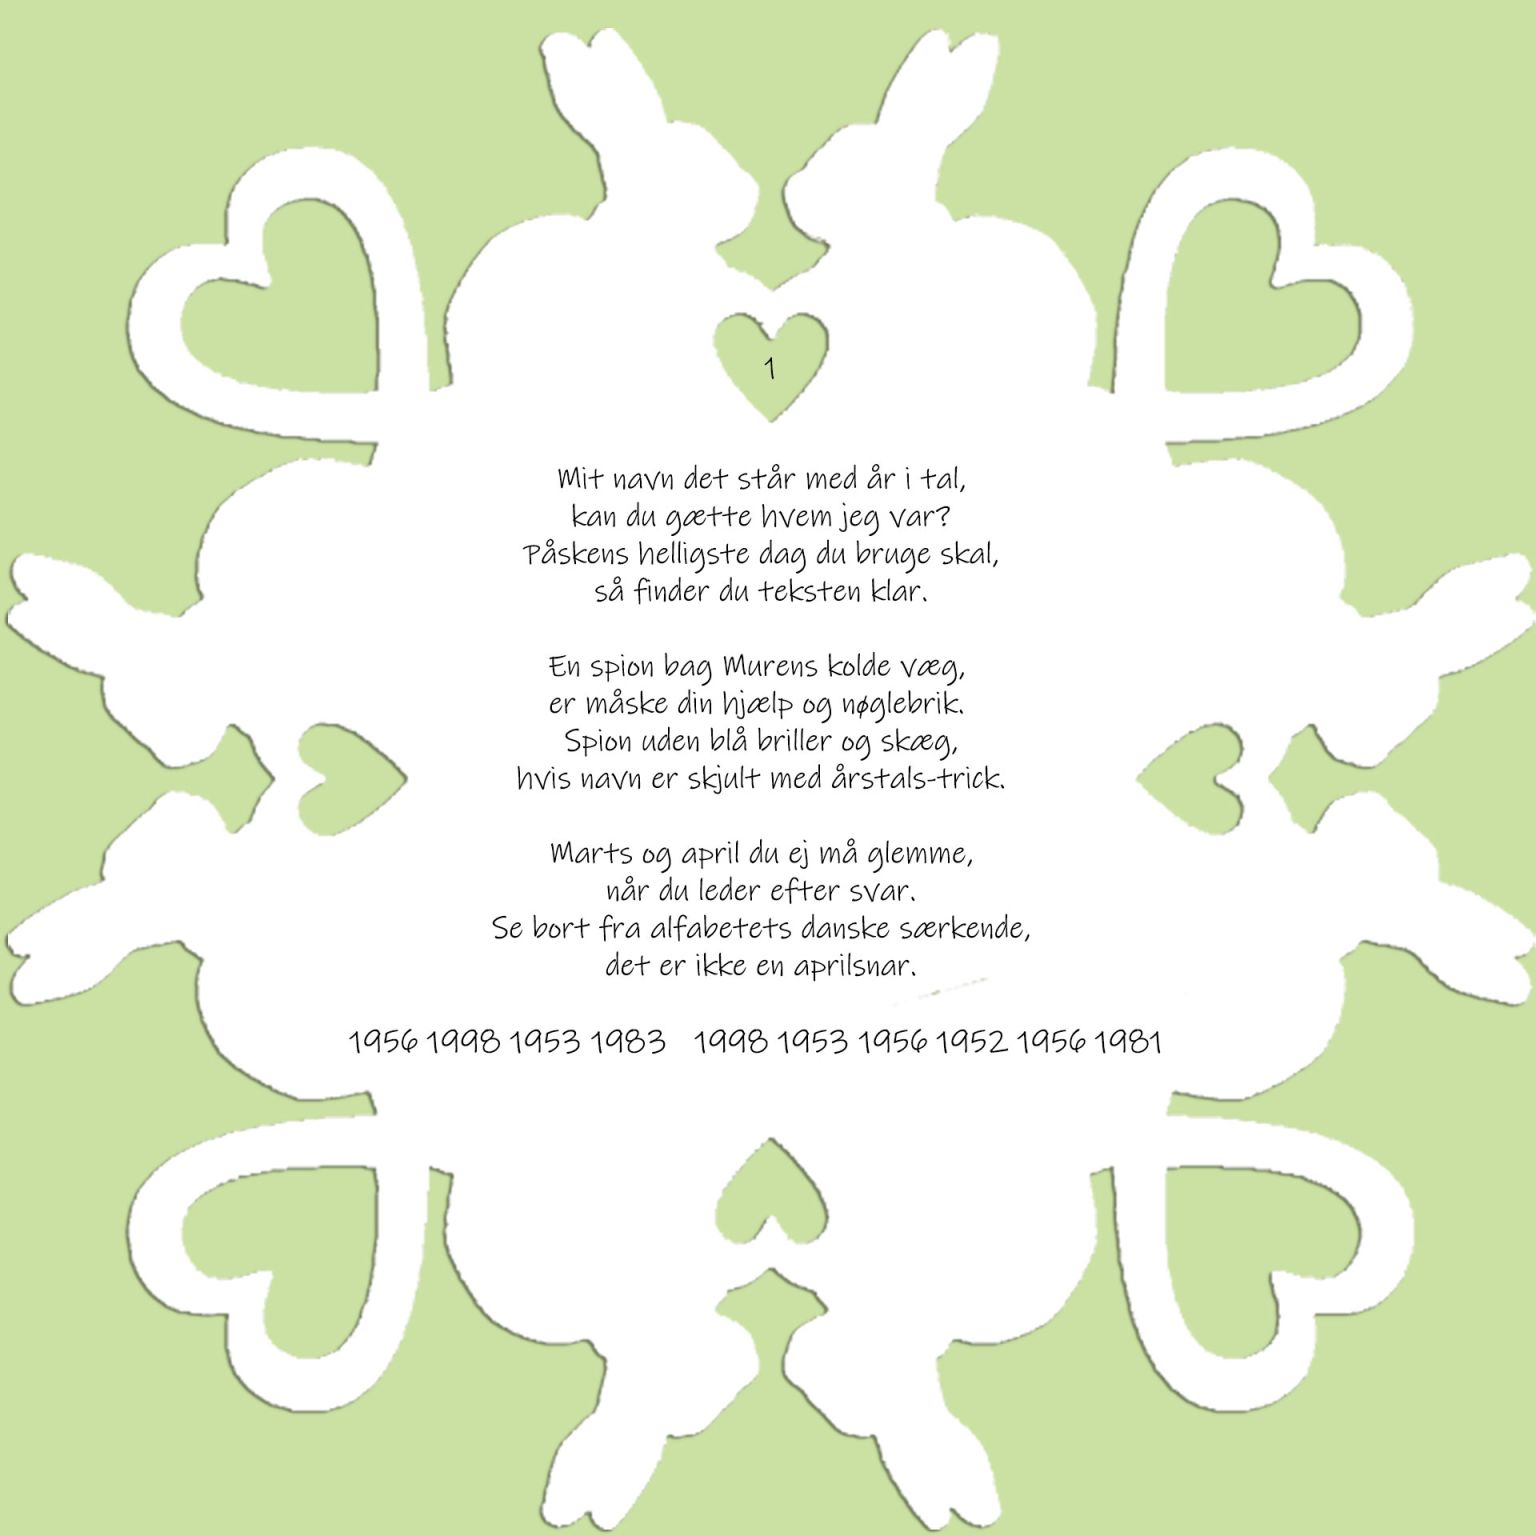 1
Mit navn det står med år i tal,
kan du gætte hvem jeg var?
Påskens helligste dag du bruge skal,
så finder du teksten klar.
En spion bag Murens kolde væg,
er måske din hjælp og nøglebrik.
Spion uden blå briller og skæg,
hvis navn er skjult med årstals-trick.
Marts og april du ej må glemme,
når du leder efter svar.
Se bort fra alfabetets danske særkende,
det er ikke en aprilsnar.
1956 1998 1953 1983 1998 1953 1956 1952 1956 1981